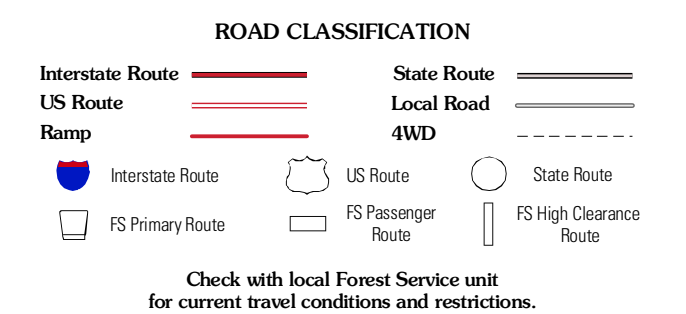 ROAD CLASSIFICATION
Interstate Route
State Route
US Route
Local Road
Ramp
4WD
Interstate Route
US Route
State Route
FS Primary Route
FS Passenger
Route
FS High Clearance
Route
Check with local Forest Service unit
for current travel conditions and restrictions.